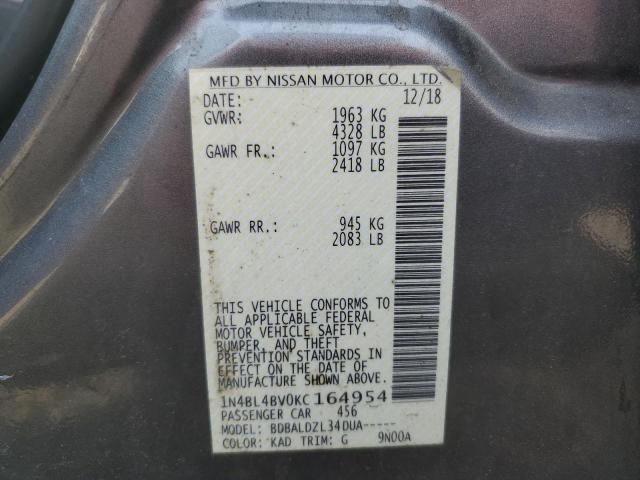 MFD BY NISSAN MOTOR CO., LTD.
DATE: 12/18
GVWR: 1963 KG
4328 LB
GAWR FR.: 1097 KG
2418 LB
GAWR RR.: 945 KG
2083 LB
THIS VEHICLE CONFORMS TO
ALL APPLICABLE FEDERAL
MOTOR VEHICLE SAFETY,
BUMPER, AND THEFT
PREVENTION STANDARDS IN
EFFECT ON THE DATE OF
MANUFACTURE SHOWN ABOVE.
1N4BL4BV0KC164954
PASSENGER CAR 456
MODEL: BDBALDZL34DUA-----
COLOR: KAD TRIM: G 9N00A